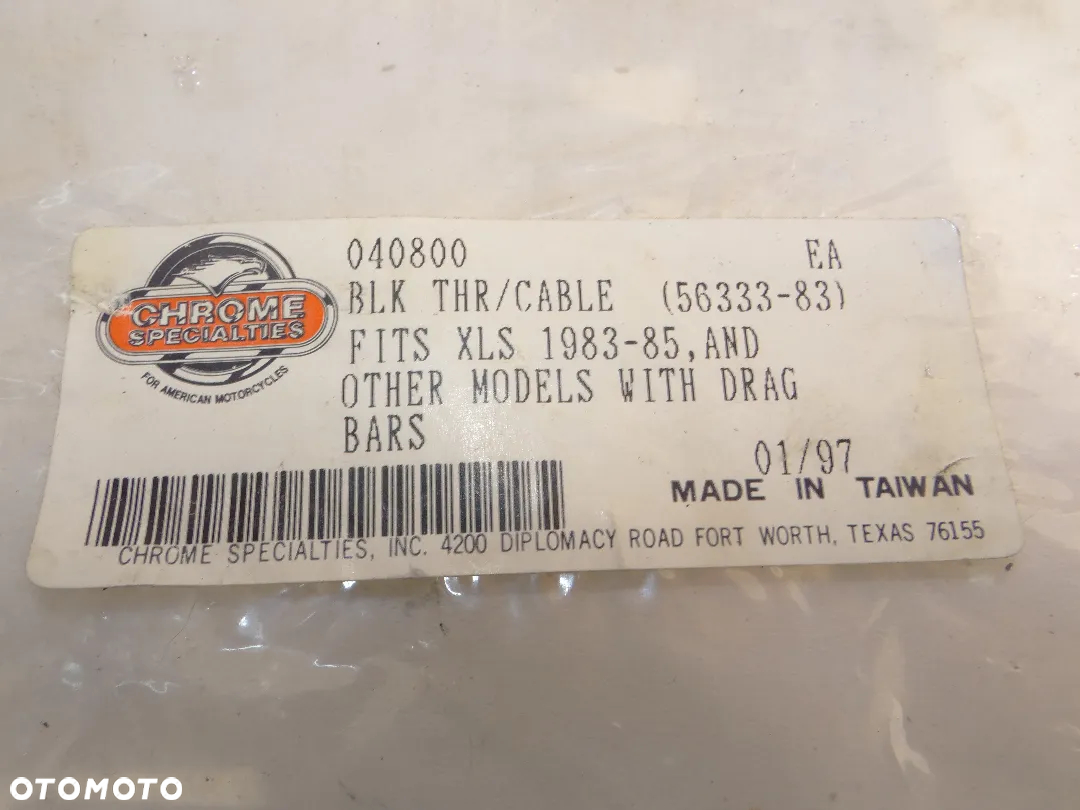 040800 EA
BLK THR/CABLE (56333-83)
FITS XLS 1983-85,AND
OTHER MODELS WITH DRAG
BARS
CHROME
SPECIALTIES
FOR AMERICAN MOTORCYCLES
01/97
MADE IN TAIWAN
CHROME SPECIALTIES, INC. 4200 DIPLOMACY ROAD FORT WORTH, TEXAS 76155
OTOMOTO